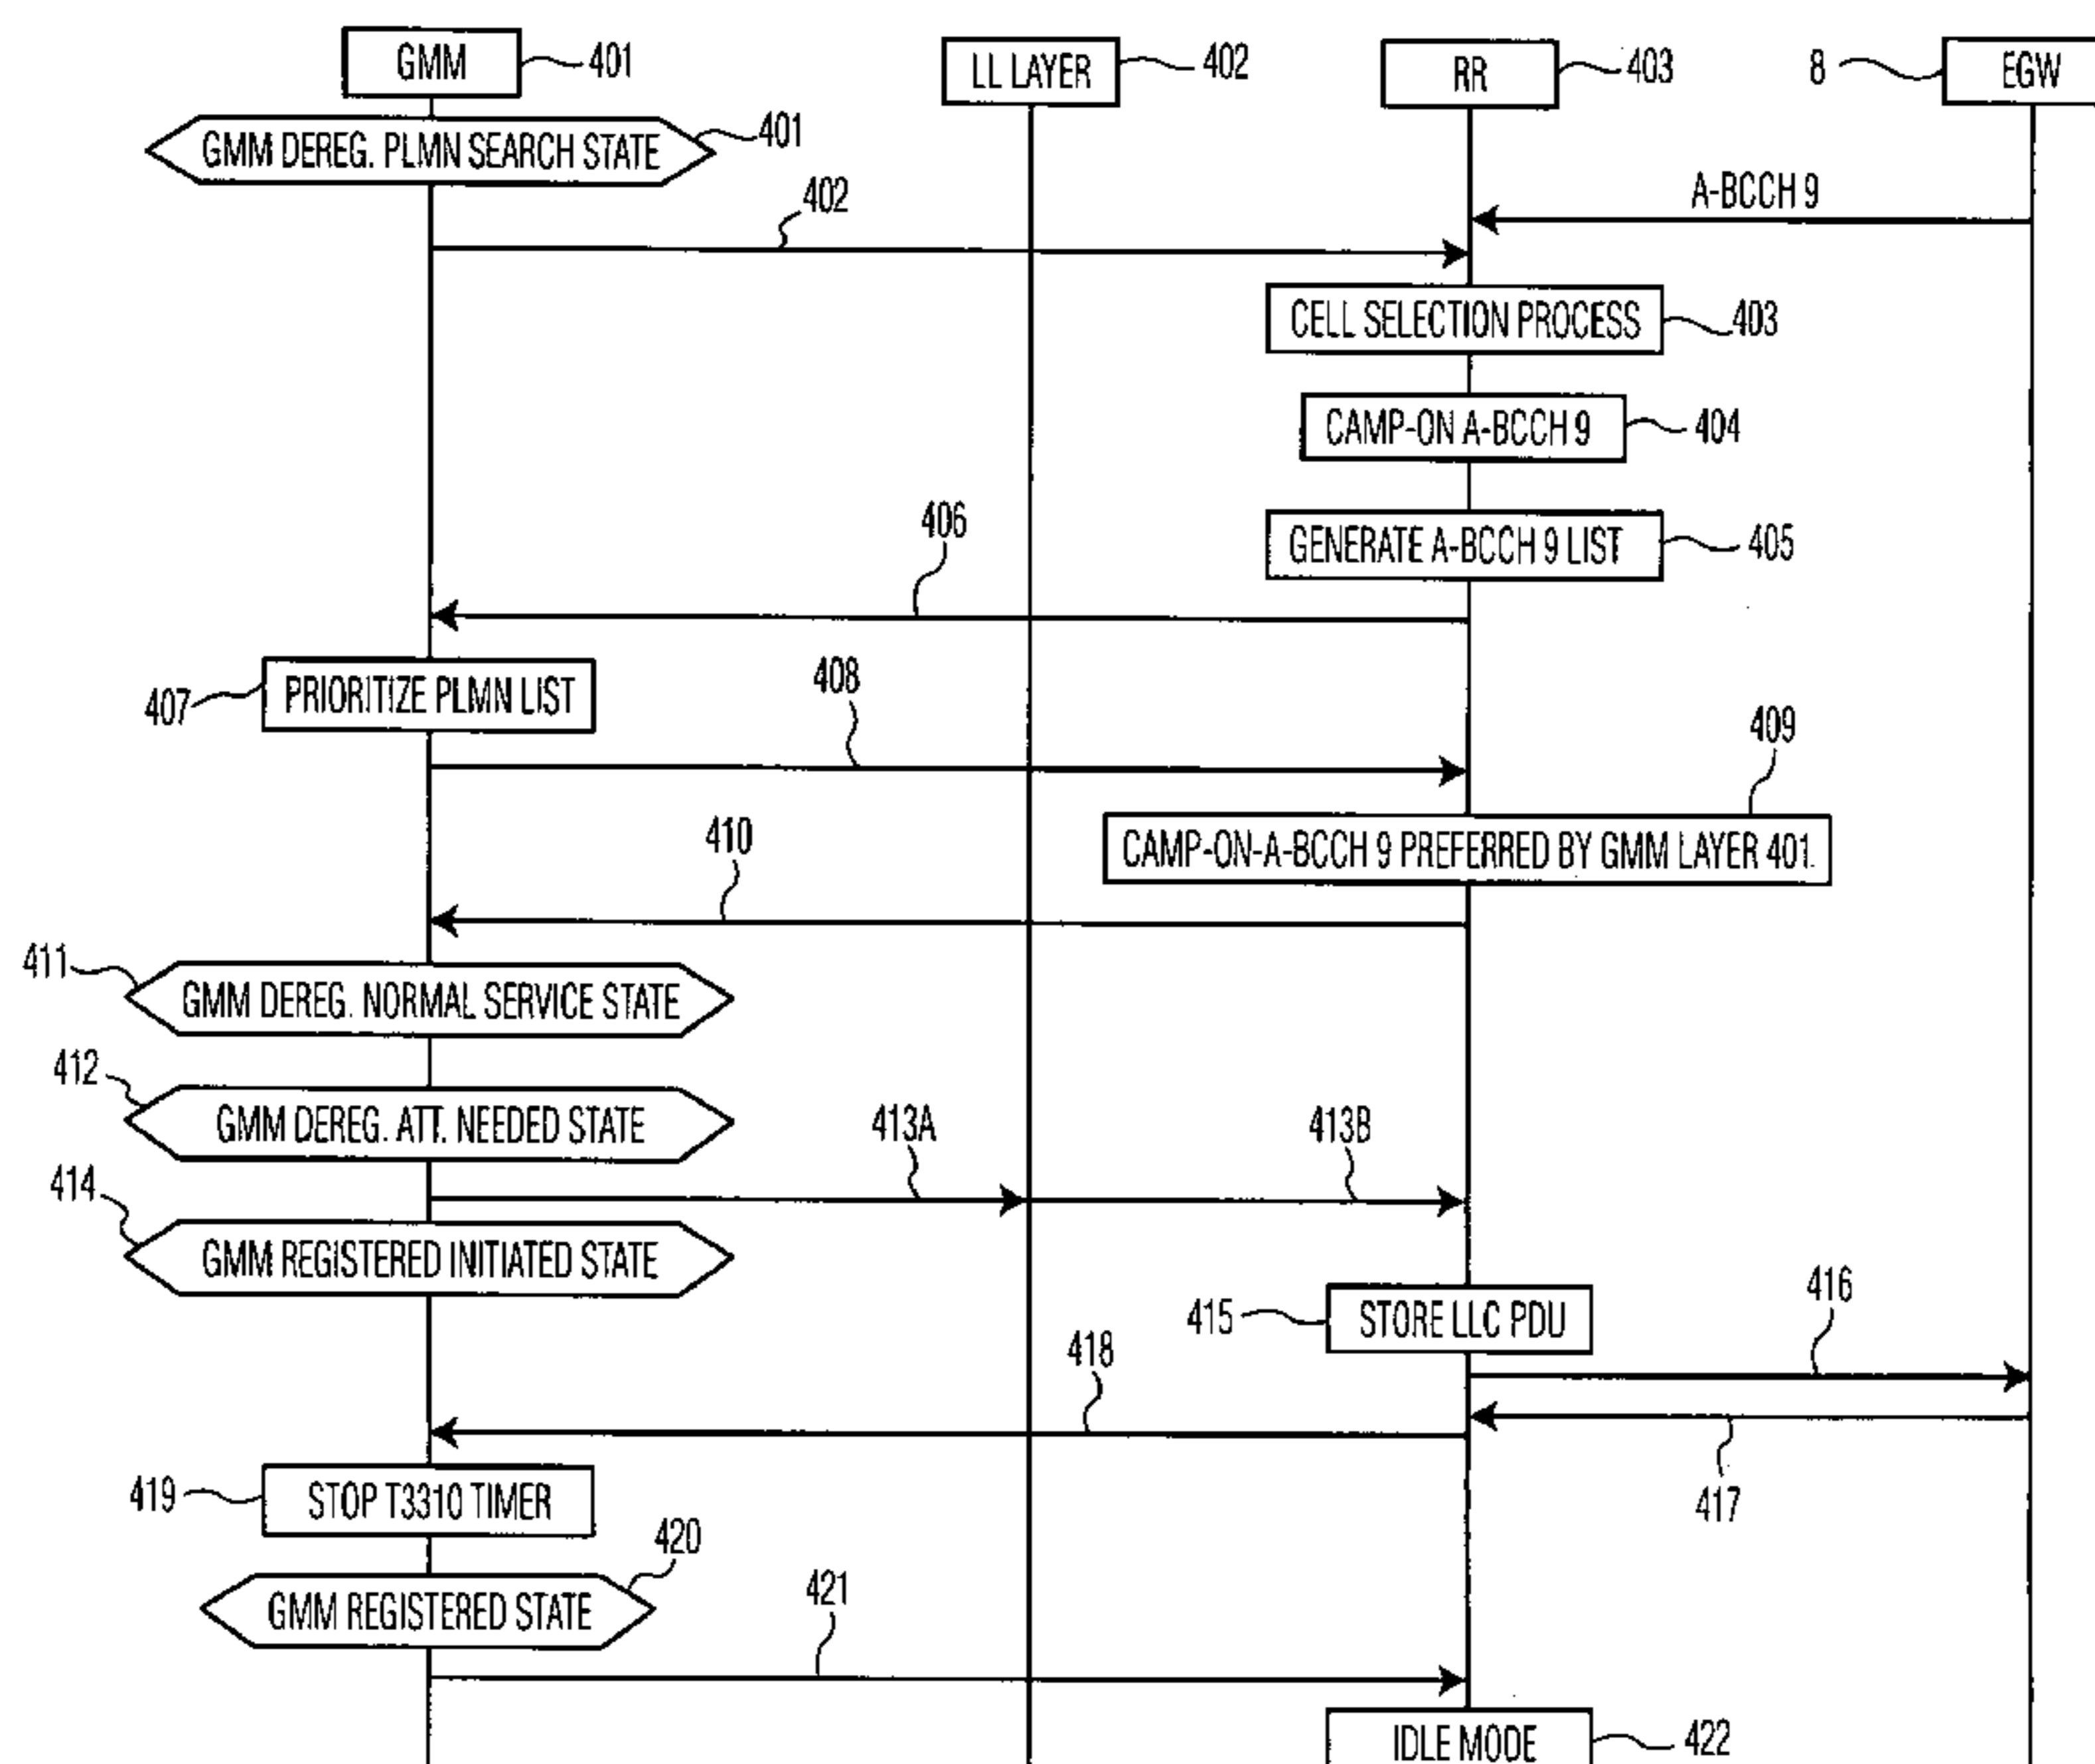 GMM 401
LL LAYER 402
RR 403
8 EGW
GMM DEREG. PLMN SEARCH STATE 401
A-BCCH 9
402
CELL SELECTION PROCESS 403
CAMP-ON A-BCCH 9 404
406
GENERATE A-BCCH 9 LIST 405
407 PRIORITIZE PLMN LIST
408
409
410
CAMP-ON-A-BCCH 9 PREFERRED BY GMM LAYER 401.
411 GMM DEREG. NORMAL SERVICE STATE
412 GMM DEREG. ATT. NEEDED STATE
413A
413B
414 GMM REGISTERED INITIATED STATE
415 STORE LLC PDU
416
418
417
419 STOP T3310 TIMER
420
GMM REGISTERED STATE
421
IDLE MODE 422